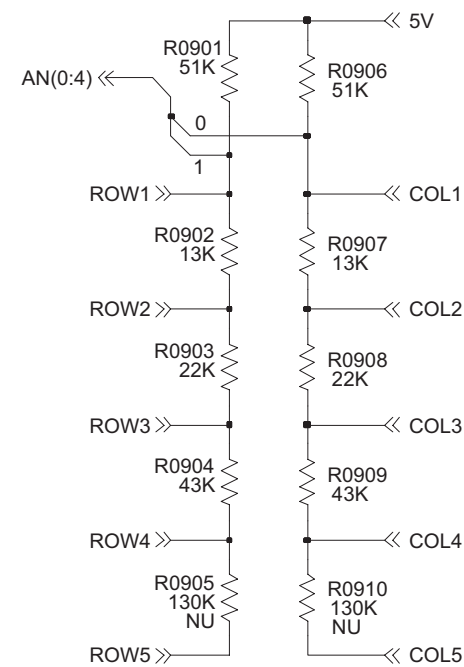 5V
R0901
51K
R0906
51K
AN(0:4)
0
1
ROW1
COL1
R0902
13K
R0907
13K
ROW2
COL2
R0903
22K
R0908
22K
ROW3
COL3
R0904
43K
R0909
43K
ROW4
COL4
R0905
130K
NU
R0910
130K
NU
ROW5
COL5